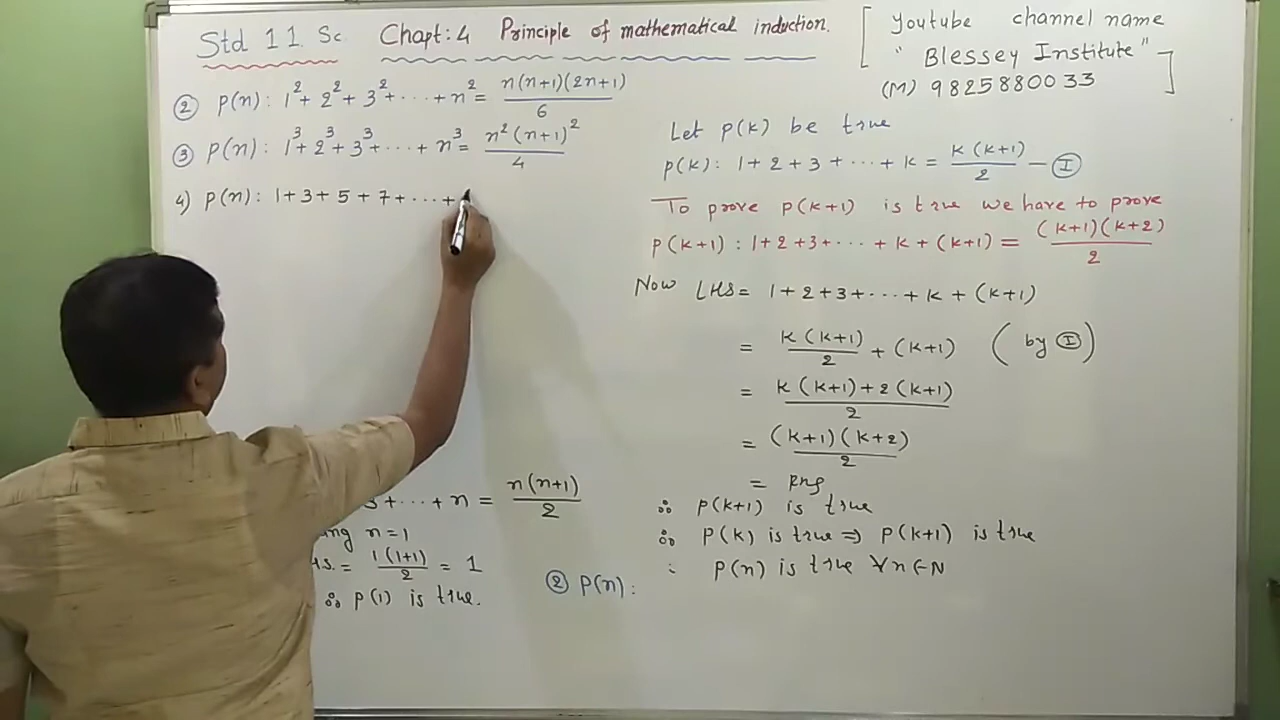 Std 11. Sc Chapt: 4 Principle of mathematical induction.
[ youtube channel name
" Blessey Institute"
(M) 9825880033 ]
② p(n): 1² + 2² + 3² + ··· + n² = n(n+1)(2n+1)/6
③ p(n): 1³ + 2³ + 3³ + ··· + n³ = n²(n+1)²/4
4) p(n): 1 + 3 + 5 + 7 + ··· +
3 + ··· + n = n(n+1)/2
n=1
= 1(1+1)/2 = 1
∴ p(1) is true.
② p(n):
Let p(k) be true
p(k): 1 + 2 + 3 + ··· + k = k(k+1)/2 — Ⓘ
To prove p(k+1) is true we have to prove
p(k+1): 1 + 2 + 3 + ··· + k + (k+1) = (k+1)(k+2)/2
Now LHS = 1 + 2 + 3 + ··· + k + (k+1)
= k(k+1)/2 + (k+1) (by Ⓘ)
= k(k+1)+2(k+1)/2
= (k+1)(k+2)/2
= RHS
∴ p(k+1) is true
∴ p(k) is true ⇒ p(k+1) is true
∴ p(n) is true ∀ n ∈ N